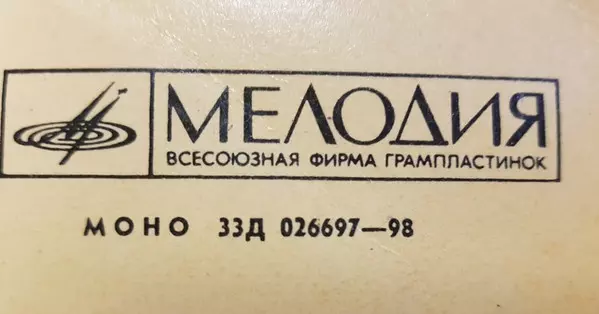 МЕЛОДИЯ
ВСЕСОЮЗНАЯ ФИРМА ГРАМПЛАСТИНОК
МОНО 33Д 026697—98